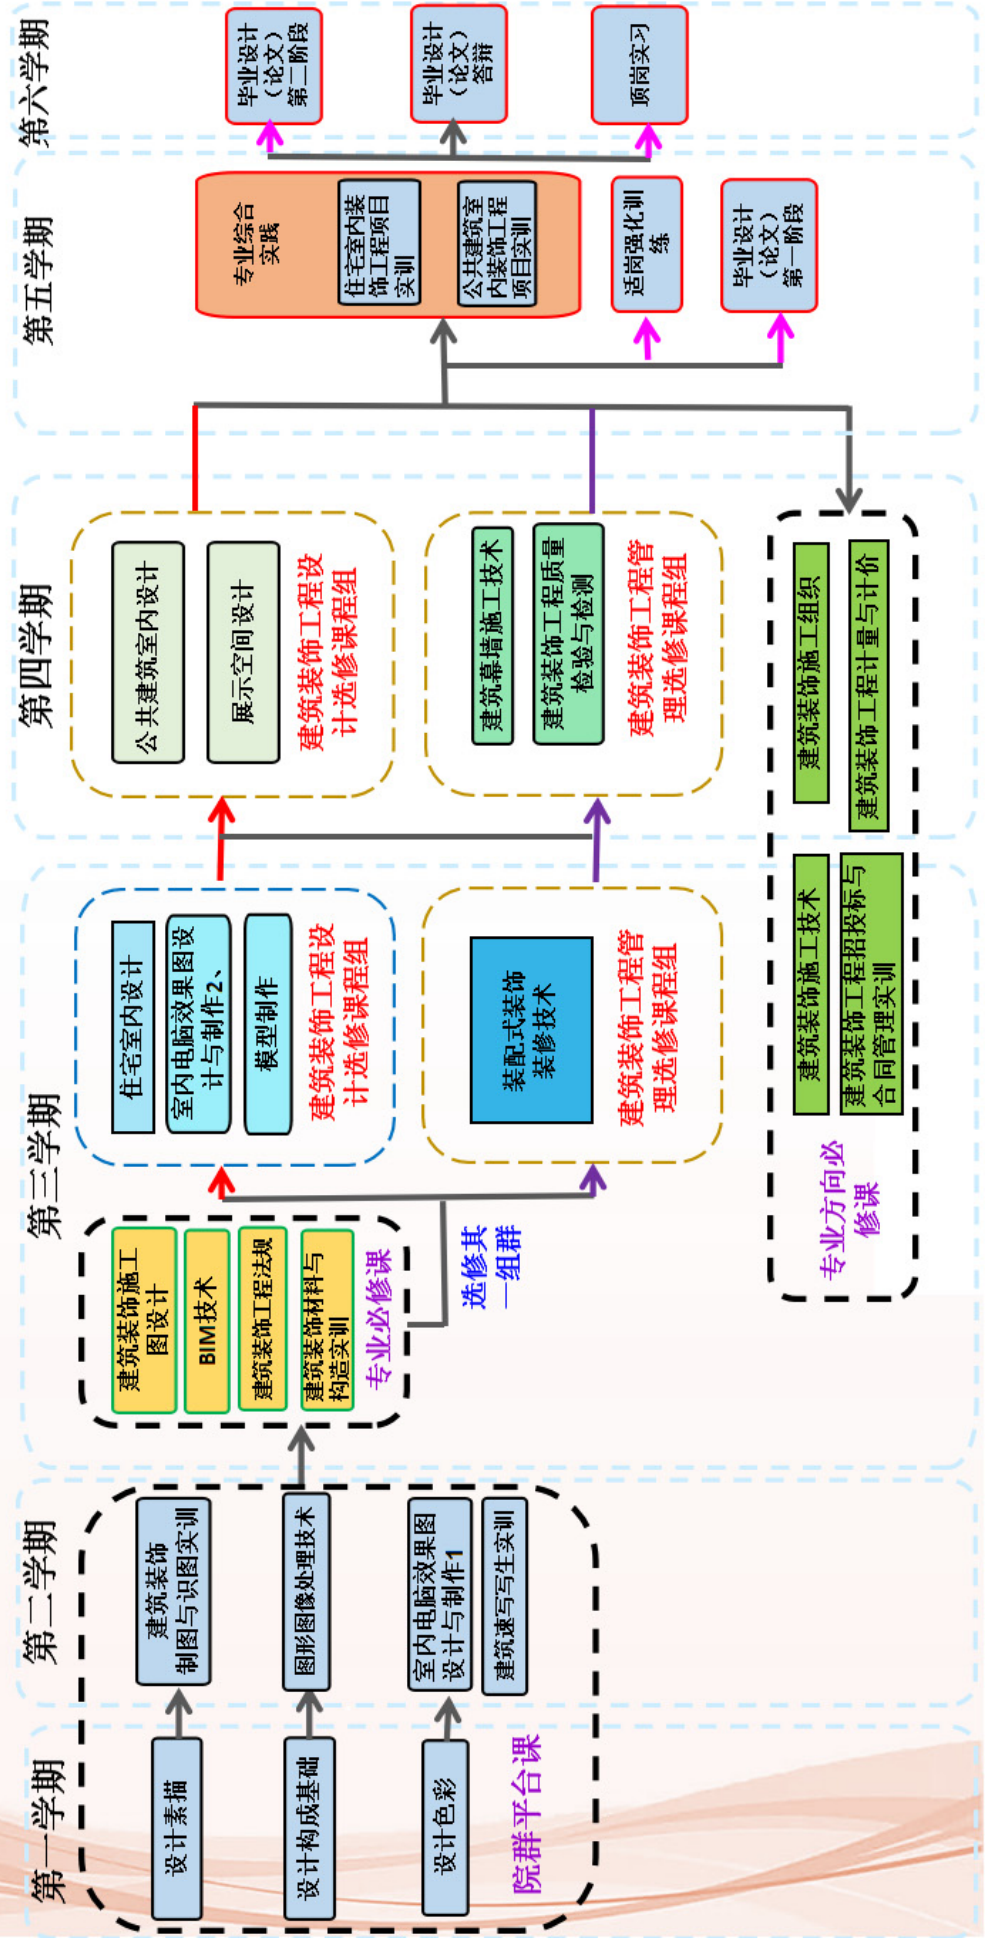 第一学期
设计素描
设计构成基础
设计色彩
院群平台课
第二学期
建筑装饰
制图与识图实训
图形图像处理技术
室内电脑效果图
设计与制作1
建筑速写写生实训
第三学期
建筑装饰施工
图设计
BIM技术
建筑装饰工程法规
建筑装饰材料与
构造实训
专业必修课
选修其
一组群
住宅室内设计
室内电脑效果图设
计与制作2、
模型制作
建筑装饰工程设
计选修课程组
装配式装饰
装修技术
建筑装饰工程管
理选修课程组
专业方向必
修课
建筑装饰施工技术
建筑装饰工程招投标与
合同管理实训
第四学期
公共建筑室内设计
展示空间设计
建筑装饰工程设
计选修课程组
建筑幕墙施工技术
建筑装饰工程质量
检验与检测
建筑装饰工程管
理选修课程组
建筑装饰施工组织
建筑装饰工程计量与计价
第五学期
专业综合
实践
住宅室内装
饰工程项目
实训
公共建筑室
内装饰工程
项目实训
适岗强化训
练
毕业设计
（论文）
第一阶段
第六学期
毕业设计
（论文）
第二阶段
毕业设计
（论文）
答辩
顶岗实习